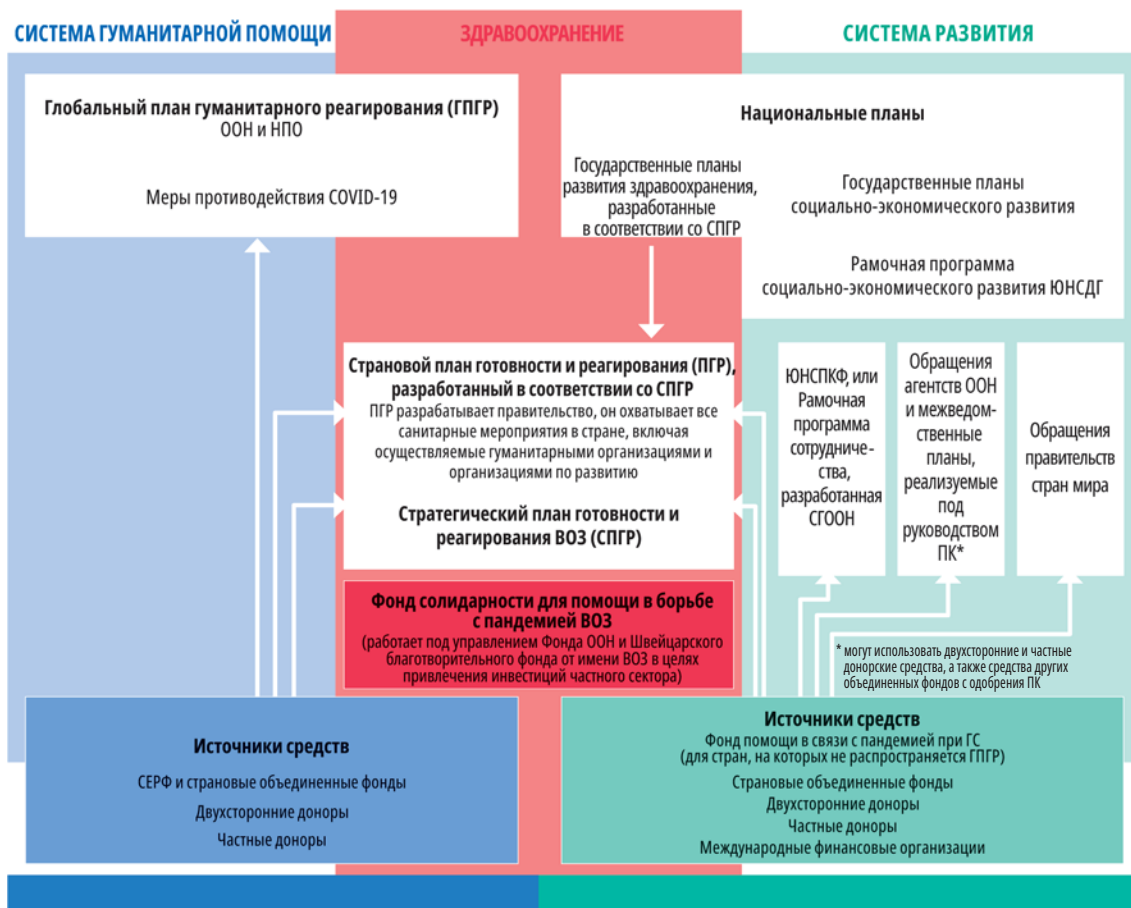 СИСТЕМА ГУМАНИТАРНОЙ ПОМОЩИ
ЗДРАВООХРАНЕНИЕ
СИСТЕМА РАЗВИТИЯ
Глобальный план гуманитарного реагирования (ГПГР)
ООН и НПО
Меры противодействия COVID-19
Национальные планы
Государственные планы
развития здравоохранения,
разработанные
в соответствии со СПГР
Государственные планы
социально-экономического развития
Рамочная программа
социально-экономического развития ЮНСДГ
Страновой план готовности и реагирования (ПГР),
разработанный в соответствии со СПГР
ПГР разрабатывает правительство, он охватывает все
санитарные мероприятия в стране, включая
осуществляемые гуманитарными организациями и
организациями по развитию
Стратегический план готовности и
реагирования ВОЗ (СПГР)
ЮНСПКФ, или
Рамочная
программа
сотрудниче-
ства,
разработанная
СГООН
Обращения
агентств ООН
и межведом-
ственные
планы,
реализуемые
под
руководством
ПК*
Обращения
правительств
стран мира
Фонд солидарности для помощи в борьбе
с пандемией ВОЗ
(работает под управлением Фонда ООН и Швейцарского
благотворительного фонда от имени ВОЗ в целях
привлечения инвестиций частного сектора)
* могут использовать двухсторонние и частные
донорские средства, а также средства других
объединенных фондов с одобрения ПК
Источники средств
СЕРФ и страновые объединенные фонды
Двухсторонние доноры
Частные доноры
Источники средств
Фонд помощи в связи с пандемией при ГС
(для стран, на которых не распространяется ГПГР)
Страновые объединенные фонды
Двухсторонние доноры
Частные доноры
Международные финансовые организации